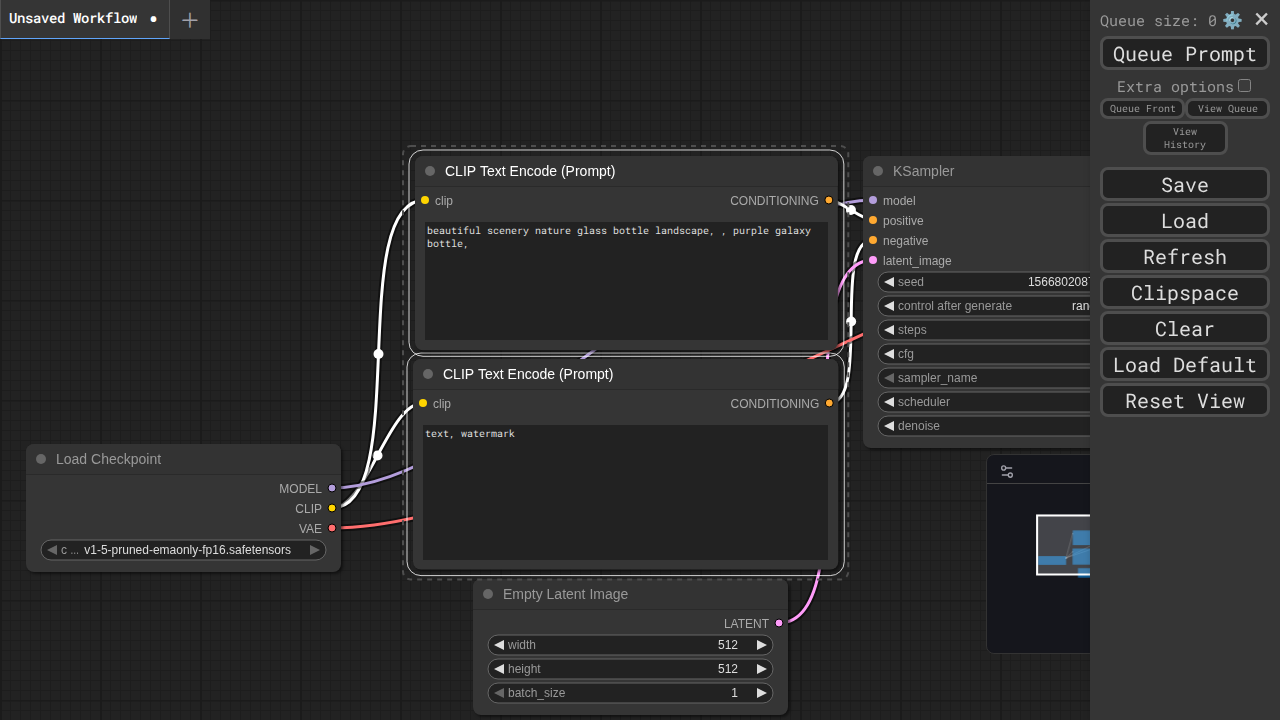 Unsaved Workflow
Queue size: 0
Queue Prompt
Extra options
Queue Front
View Queue
View
History
Save
Load
Refresh
Clipspace
Clear
Load Default
Reset View
CLIP Text Encode (Prompt)
clip
CONDITIONING
beautiful scenery nature glass bottle landscape, , purple galaxy
bottle,
CLIP Text Encode (Prompt)
clip
CONDITIONING
text, watermark
KSampler
model
positive
negative
latent_image
seed
156680208
control after generate
ran
steps
cfg
sampler_name
scheduler
denoise
Load Checkpoint
MODEL
CLIP
VAE
c ... v1-5-pruned-emaonly-fp16.safetensors
Empty Latent Image
LATENT
width 512
height 512
batch_size 1